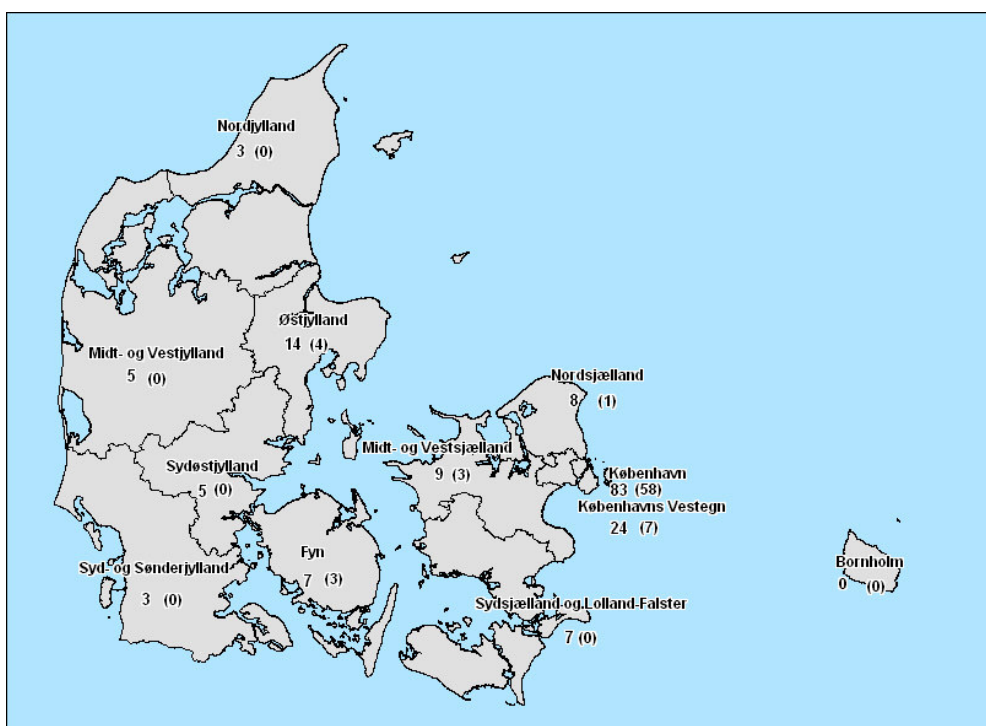 Nordjylland
3 (0)
Østjylland
14 (4)
Midt- og Vestjylland
5 (0)
Nordsjælland
8 (1)
Midt- og Vestsjælland
9 (3)
Sydøstjylland
5 (0)
København
83 (58)
Københavns Vestegn
24 (7)
Fyn
7 (3)
Syd- og Sønderjylland
3 (0)
Bornholm
0 (0)
Sydsjælland-og.Lolland-Falster
7 (0)